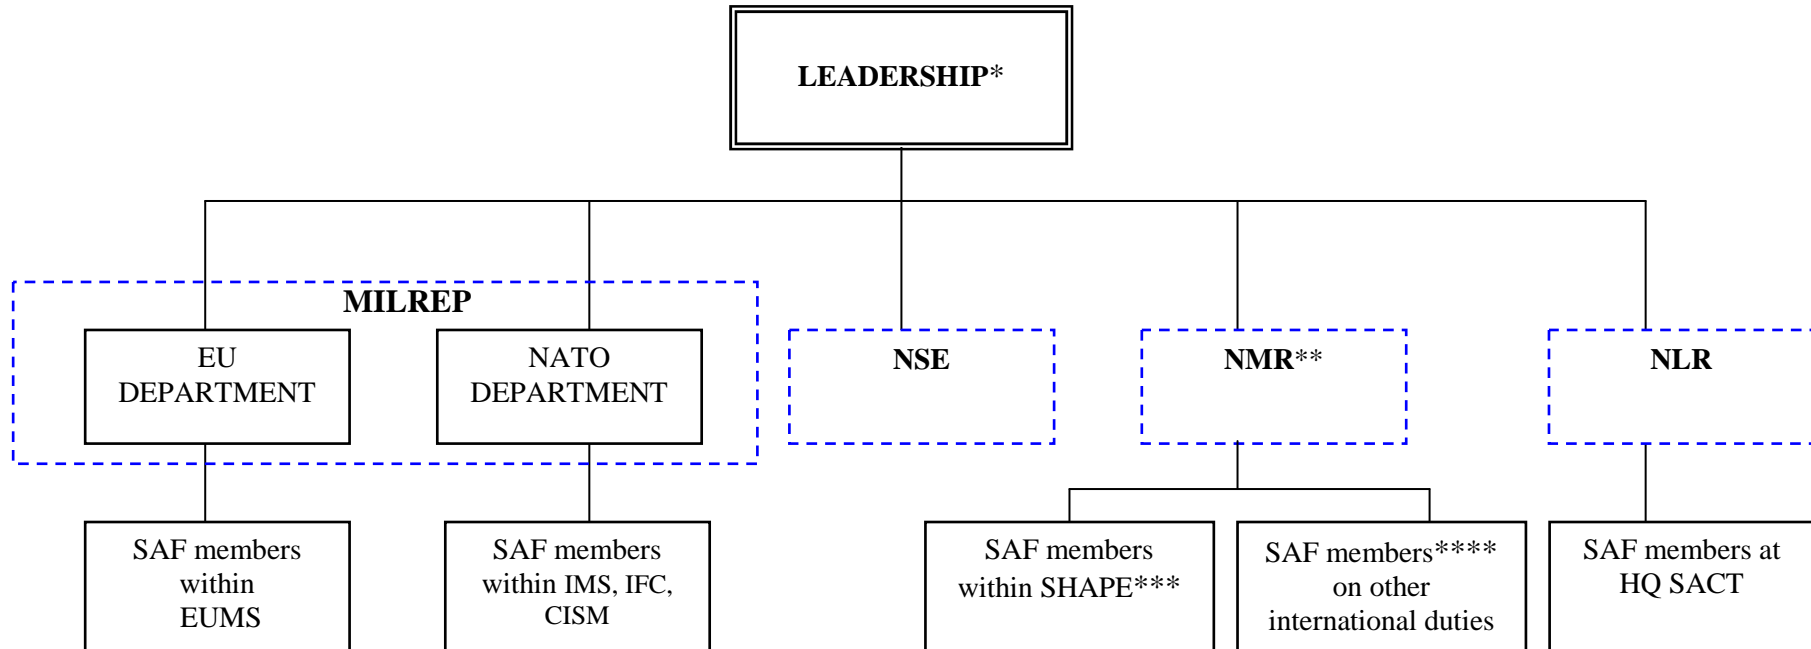 LEADERSHIP*
MILREP
EU
DEPARTMENT
NATO
DEPARTMENT
NSE
NMR**
NLR
SAF members
within
EUMS
SAF members
within IMS, IFC,
CISM
SAF members
within SHAPE***
SAF members****
on other
international duties
SAF members at
HQ SACT